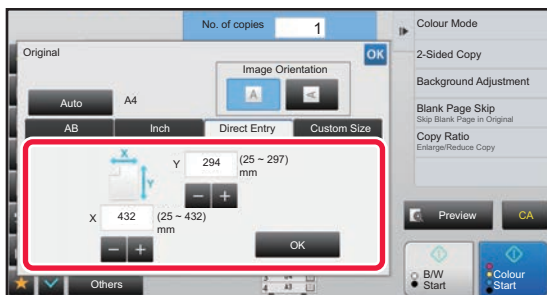 No. of copies 1
Original
OK
Image Orientation
A A
Auto
A4
AB
Inch
Direct Entry
Custom Size
X
Y
Y 294 (25 ~ 297)
mm
X 432 (25 ~ 432)
mm
OK
Others
4 A3
Colour Mode
2-Sided Copy
Background Adjustment
Blank Page Skip
Skip Blank Page in Original
Copy Ratio
Enlarge/Reduce Copy
Preview
CA
B/W
Start
Colour
Start